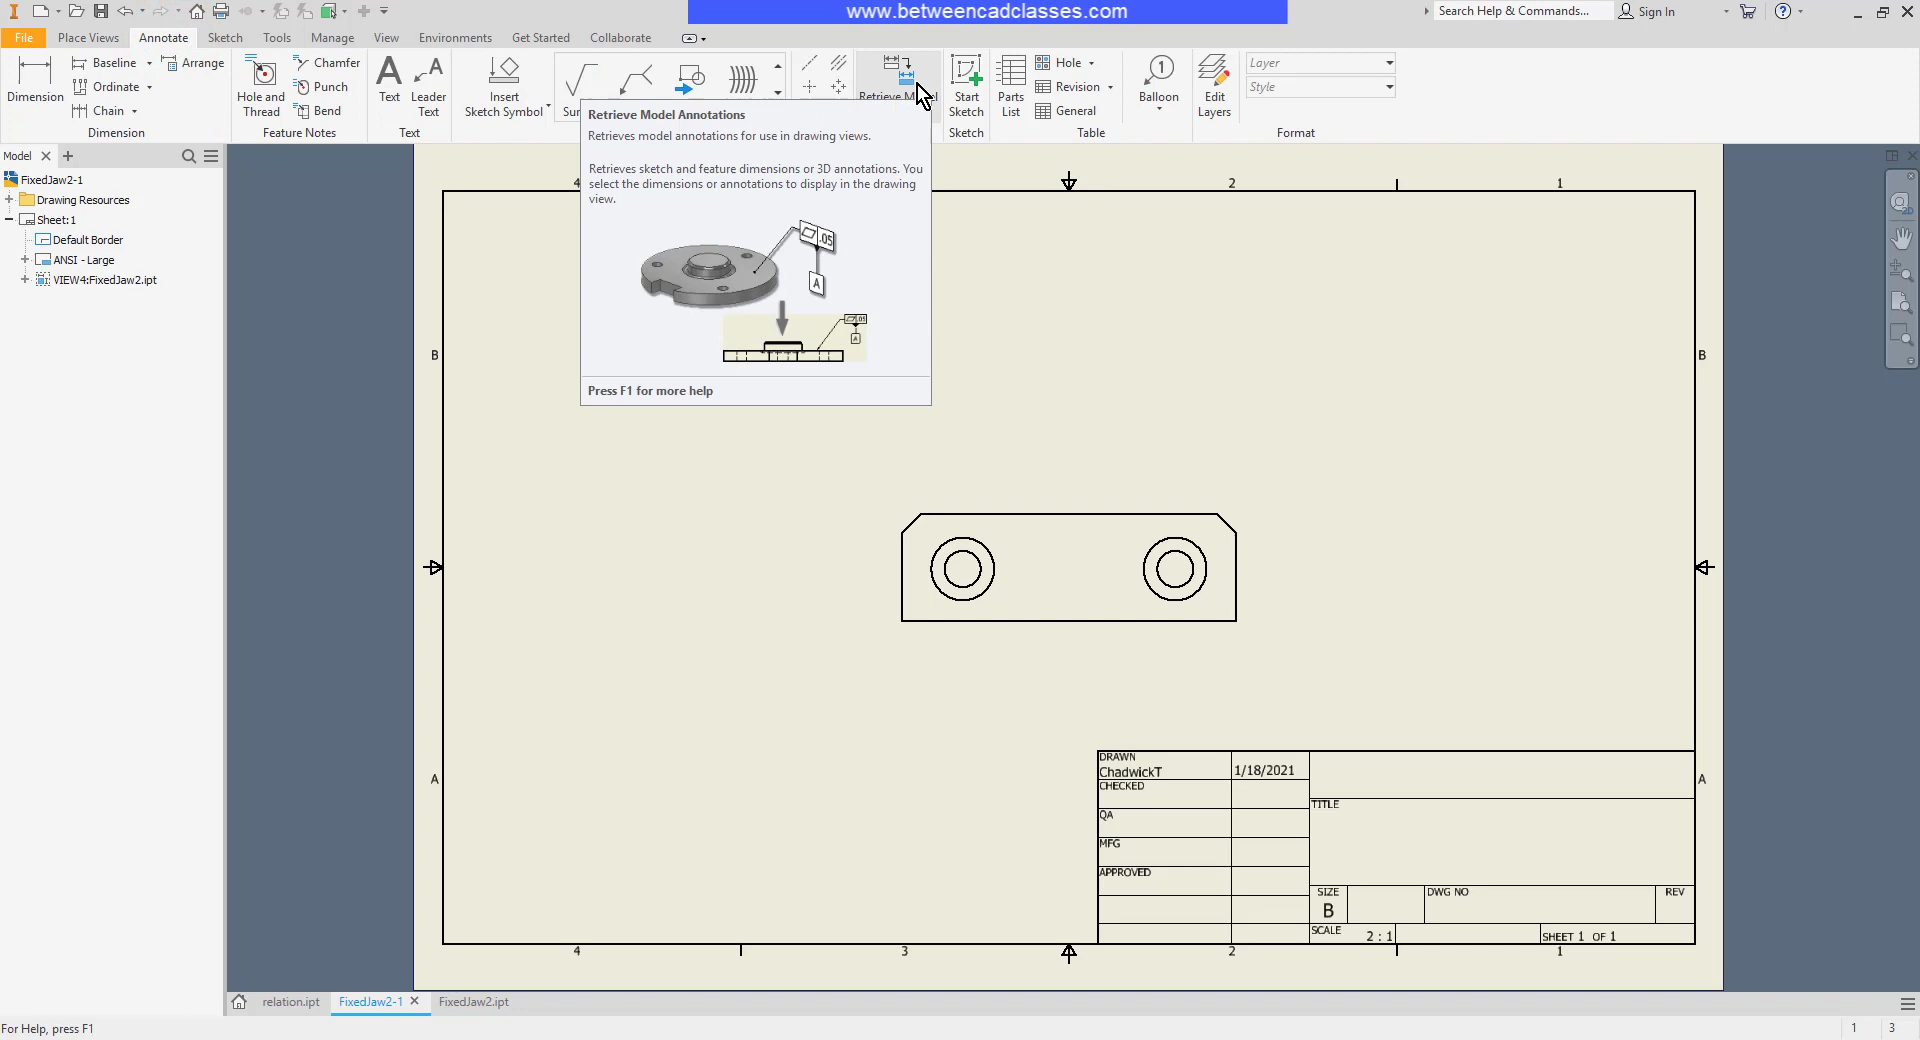 www.betweencadclasses.com
Search Help & Commands...
Sign In
File
Place Views
Annotate
Sketch
Tools
Manage
View
Environments
Get Started
Collaborate
Dimension
Baseline
Ordinate
Chain
Arrange
Dimension
Hole and
Thread
Chamfer
Punch
Bend
Feature Notes
Text
Leader
Text
Text
Insert
Sketch Symbol
Start
Sketch
Sketch
Parts
List
Hole
Revision
General
Table
1
Balloon
Edit
Layers
Layer
Style
Format
Retrieve Model Annotations
Retrieves model annotations for use in drawing views.
Retrieves sketch and feature dimensions or 3D annotations. You
select the dimensions or annotations to display in the drawing
view.
.05
A
.05
A
Press F1 for more help
Model
FixedJaw2-1
Drawing Resources
Sheet:1
Default Border
ANSI - Large
VIEW4:FixedJaw2.ipt
4
2
1
B
B
A
A
DRAWN
ChadwickT
1/18/2021
CHECKED
QA
MFG
APPROVED
TITLE
SIZE
B
DWG NO
REV
SCALE
2 : 1
SHEET 1 OF 1
4
3
2
1
relation.ipt
FixedJaw2-1
FixedJaw2.ipt
For Help, press F1
1
3